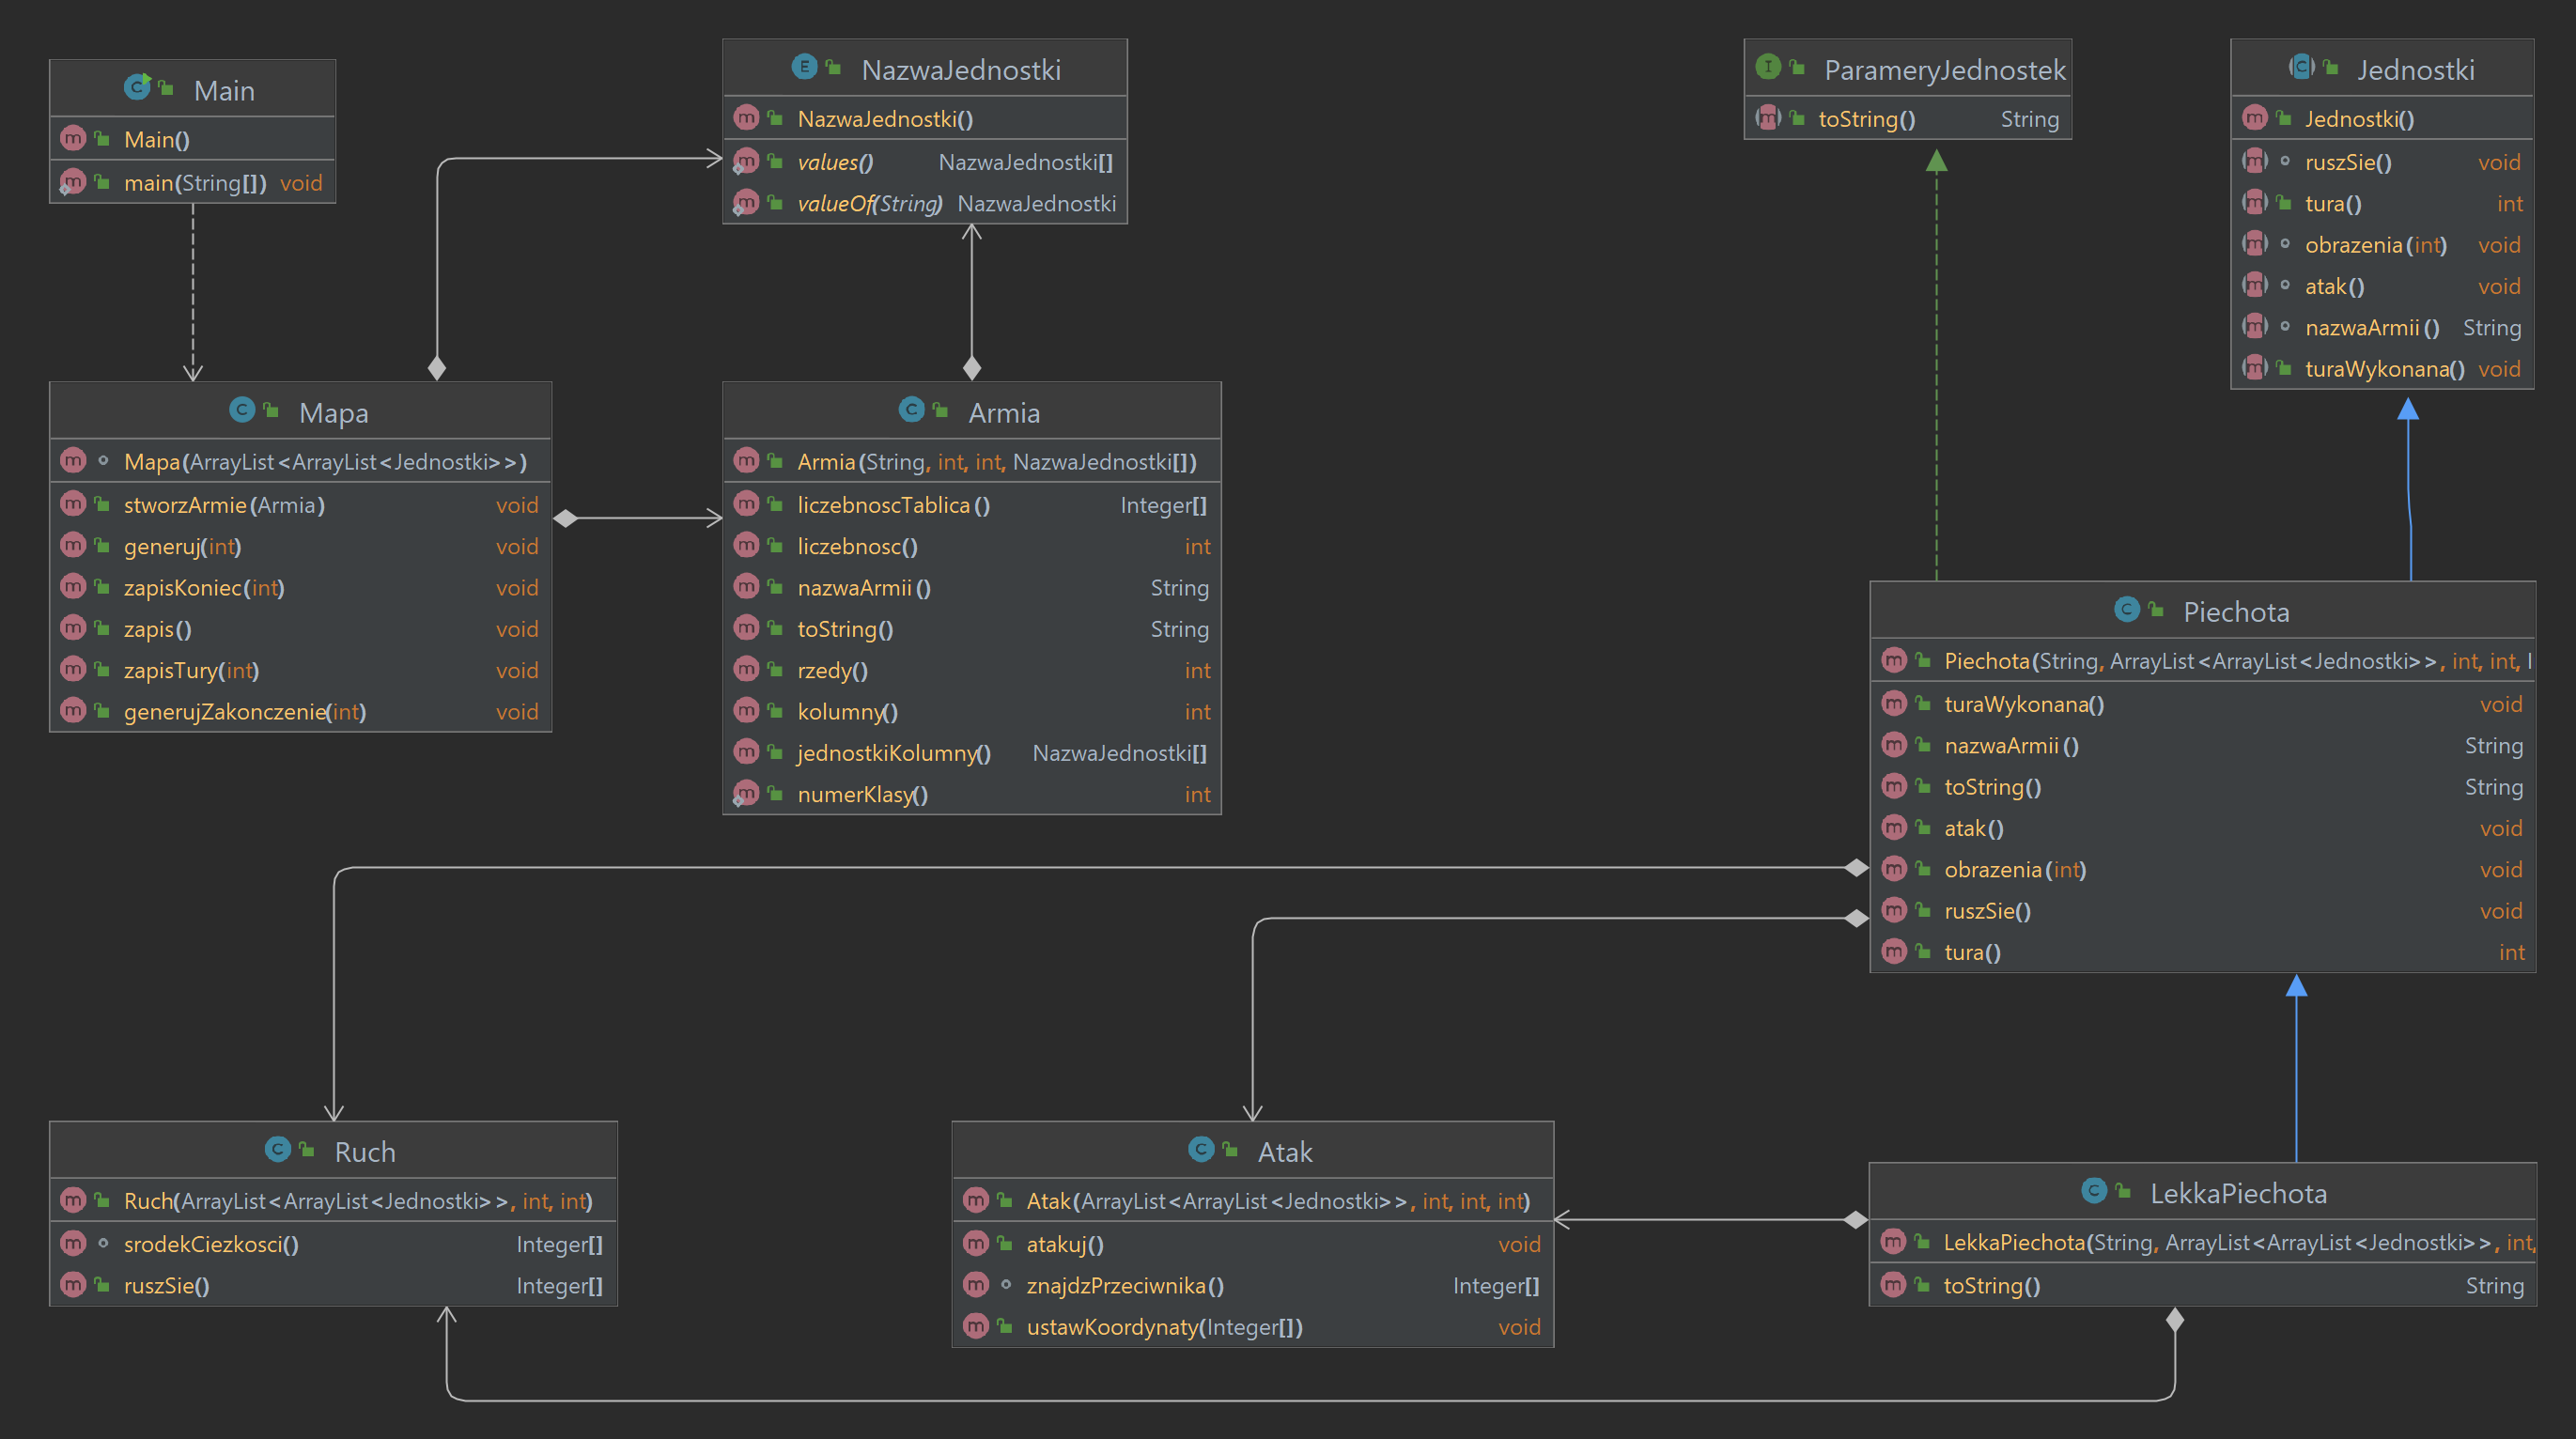 Main
Main()
main(String[]) void
NazwaJednostki
NazwaJednostki()
values() NazwaJednostki[]
valueOf(String) NazwaJednostki
ParameryJednostek
toString() String
Jednostki
Jednostki()
ruszSie() void
tura() int
obrazenia(int) void
atak() void
nazwaArmii() String
turaWykonana() void
Mapa
Mapa(ArrayList<ArrayList<Jednostki>>)
stworzArmie(Armia) void
generuj(int) void
zapisKoniec(int) void
zapis() void
zapisTury(int) void
generujZakonczenie(int) void
Armia
Armia(String, int, int, NazwaJednostki[])
liczebnoscTablica() Integer[]
liczebnosc() int
nazwaArmii() String
toString() String
rzedy() int
kolumny() int
jednostkiKolumny() NazwaJednostki[]
numerKlasy() int
Piechota
Piechota(String, ArrayList<ArrayList<Jednostki>>, int, int, I
turaWykonana() void
nazwaArmii() String
toString() String
atak() void
obrazenia(int) void
ruszSie() void
tura() int
Ruch
Ruch(ArrayList<ArrayList<Jednostki>>, int, int)
srodekCiezkosci() Integer[]
ruszSie() Integer[]
Atak
Atak(ArrayList<ArrayList<Jednostki>>, int, int, int)
atakuj() void
znajdzPrzeciwnika() Integer[]
ustawKoordynaty(Integer[]) void
LekkaPiechota
LekkaPiechota(String, ArrayList<ArrayList<Jednostki>>, int,
toString() String